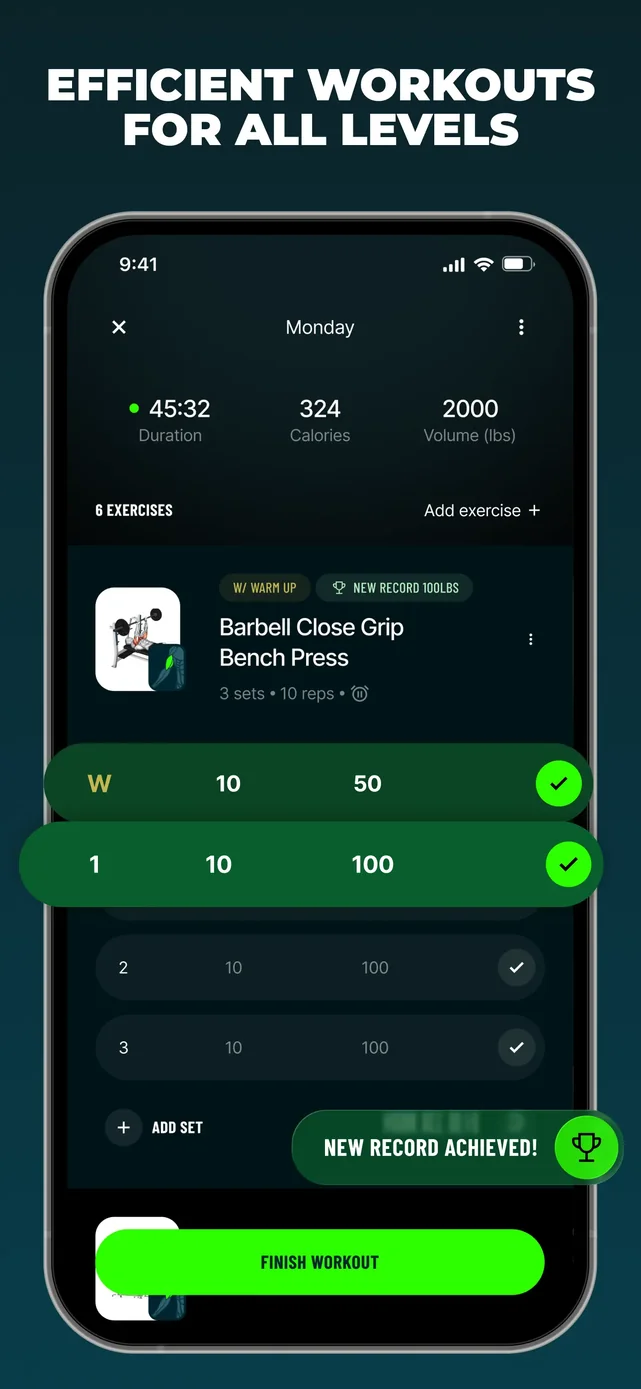 EFFICIENT WORKOUTS
FOR ALL LEVELS
9:41
Monday
45:32 324 2000
Duration Calories Volume (lbs)
6 EXERCISES Add exercise +
W/ WARM UP NEW RECORD 100LBS
Barbell Close Grip
Bench Press
3 sets • 10 reps •
W 10 50
1 10 100
2 10 100
3 10 100
+ ADD SET
NEW RECORD ACHIEVED!
FINISH WORKOUT